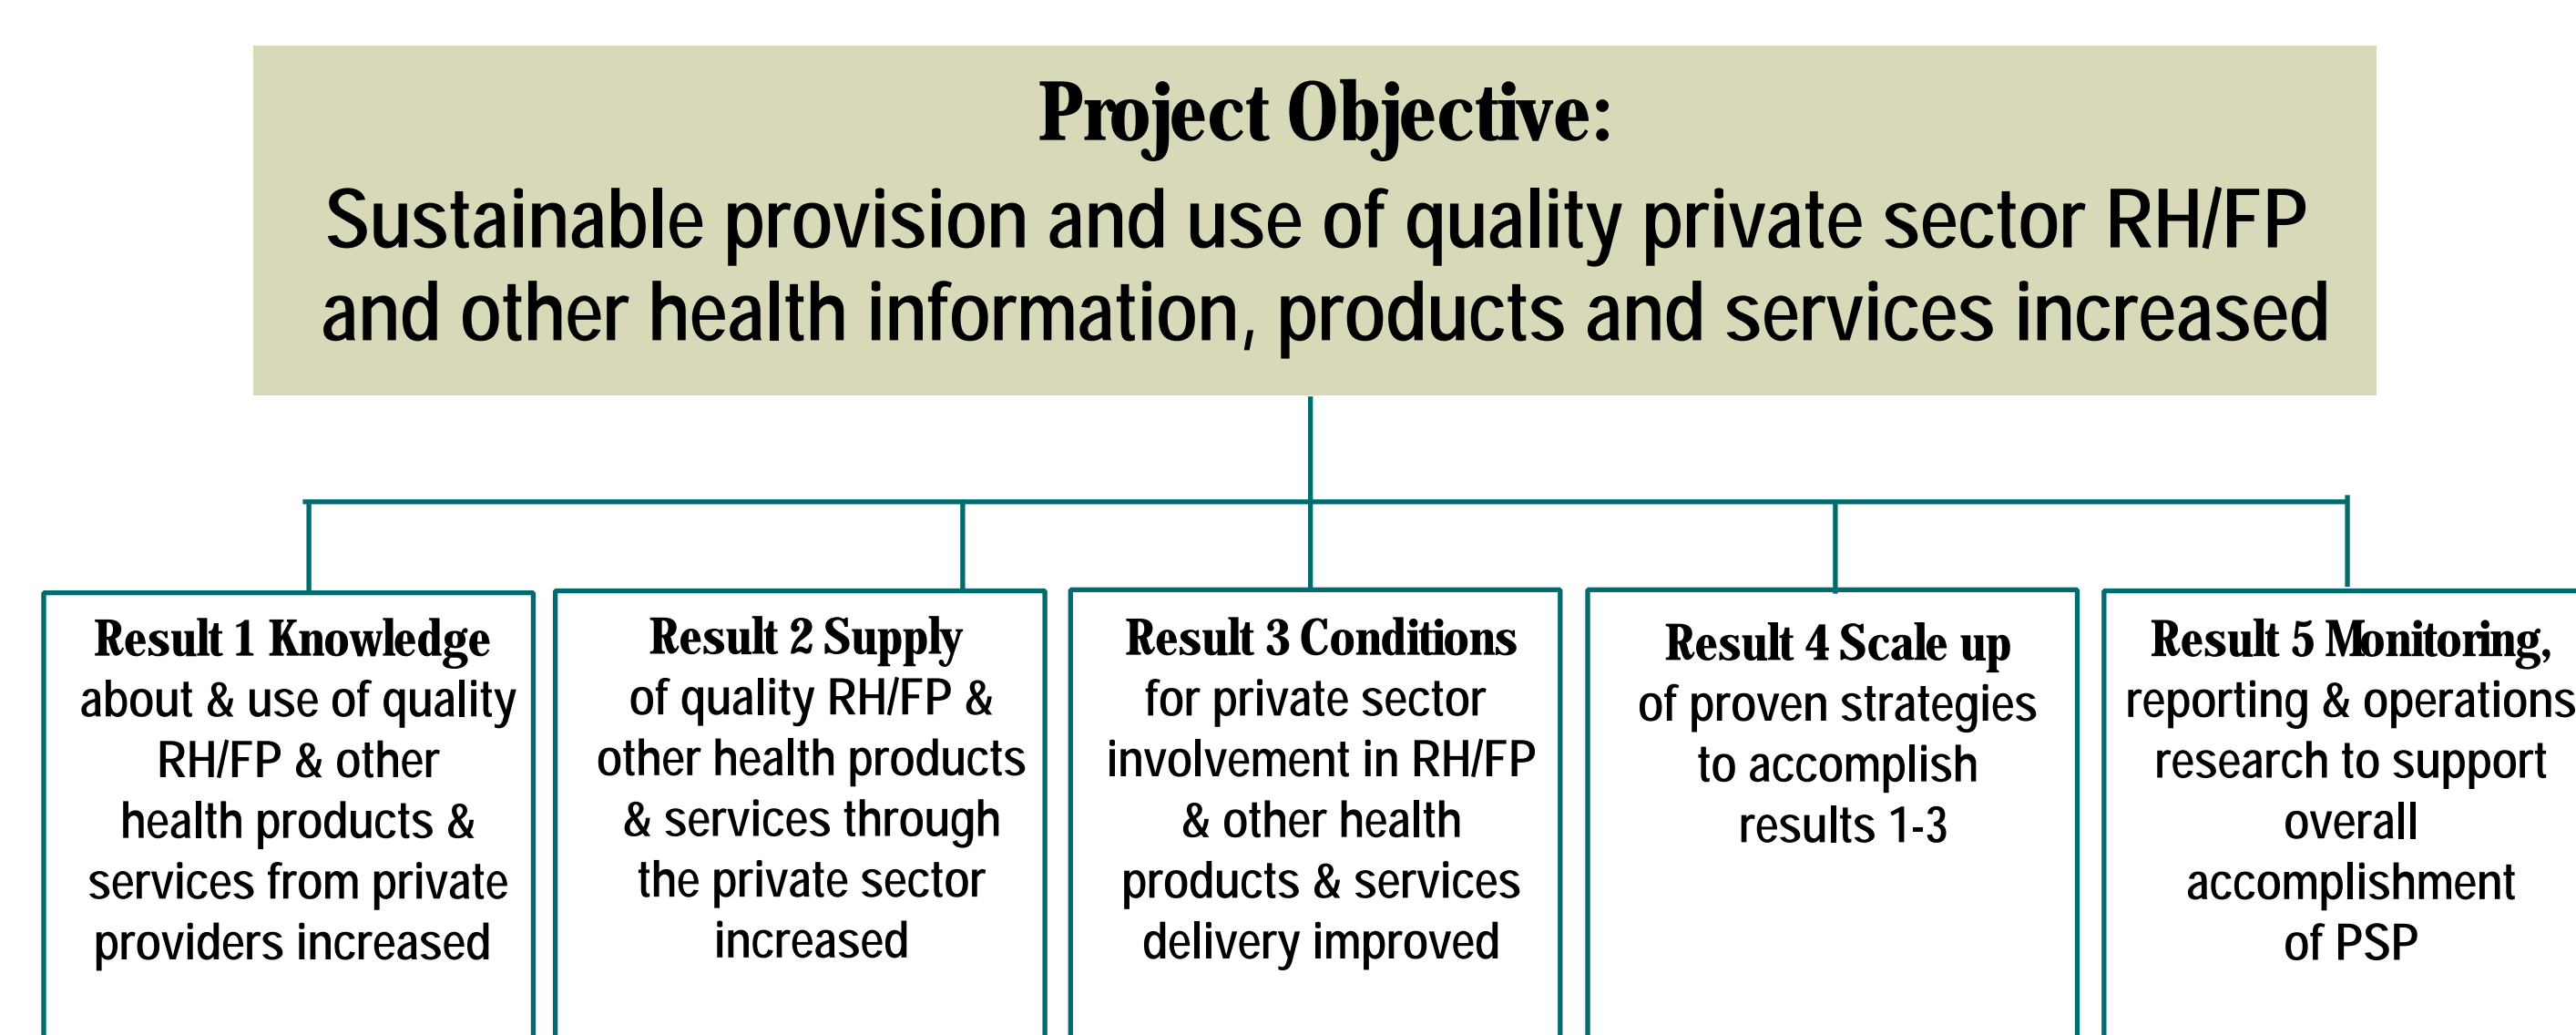 Project Objective:
Sustainable provision and use of quality private sector RH/FP
and other health information, products and services increased
Result 1 Knowledge
about & use of quality
RH/FP & other
health products &
services from private
providers increased
Result 2 Supply
of quality RH/FP &
other health products
& services through
the private sector
increased
Result 3 Conditions
for private sector
involvement in RH/FP
& other health
products & services
delivery improved
Result 4 Scale up
of proven strategies
to accomplish
results 1-3
Result 5 Monitoring,
reporting & operations
research to support
overall
accomplishment
of PSP